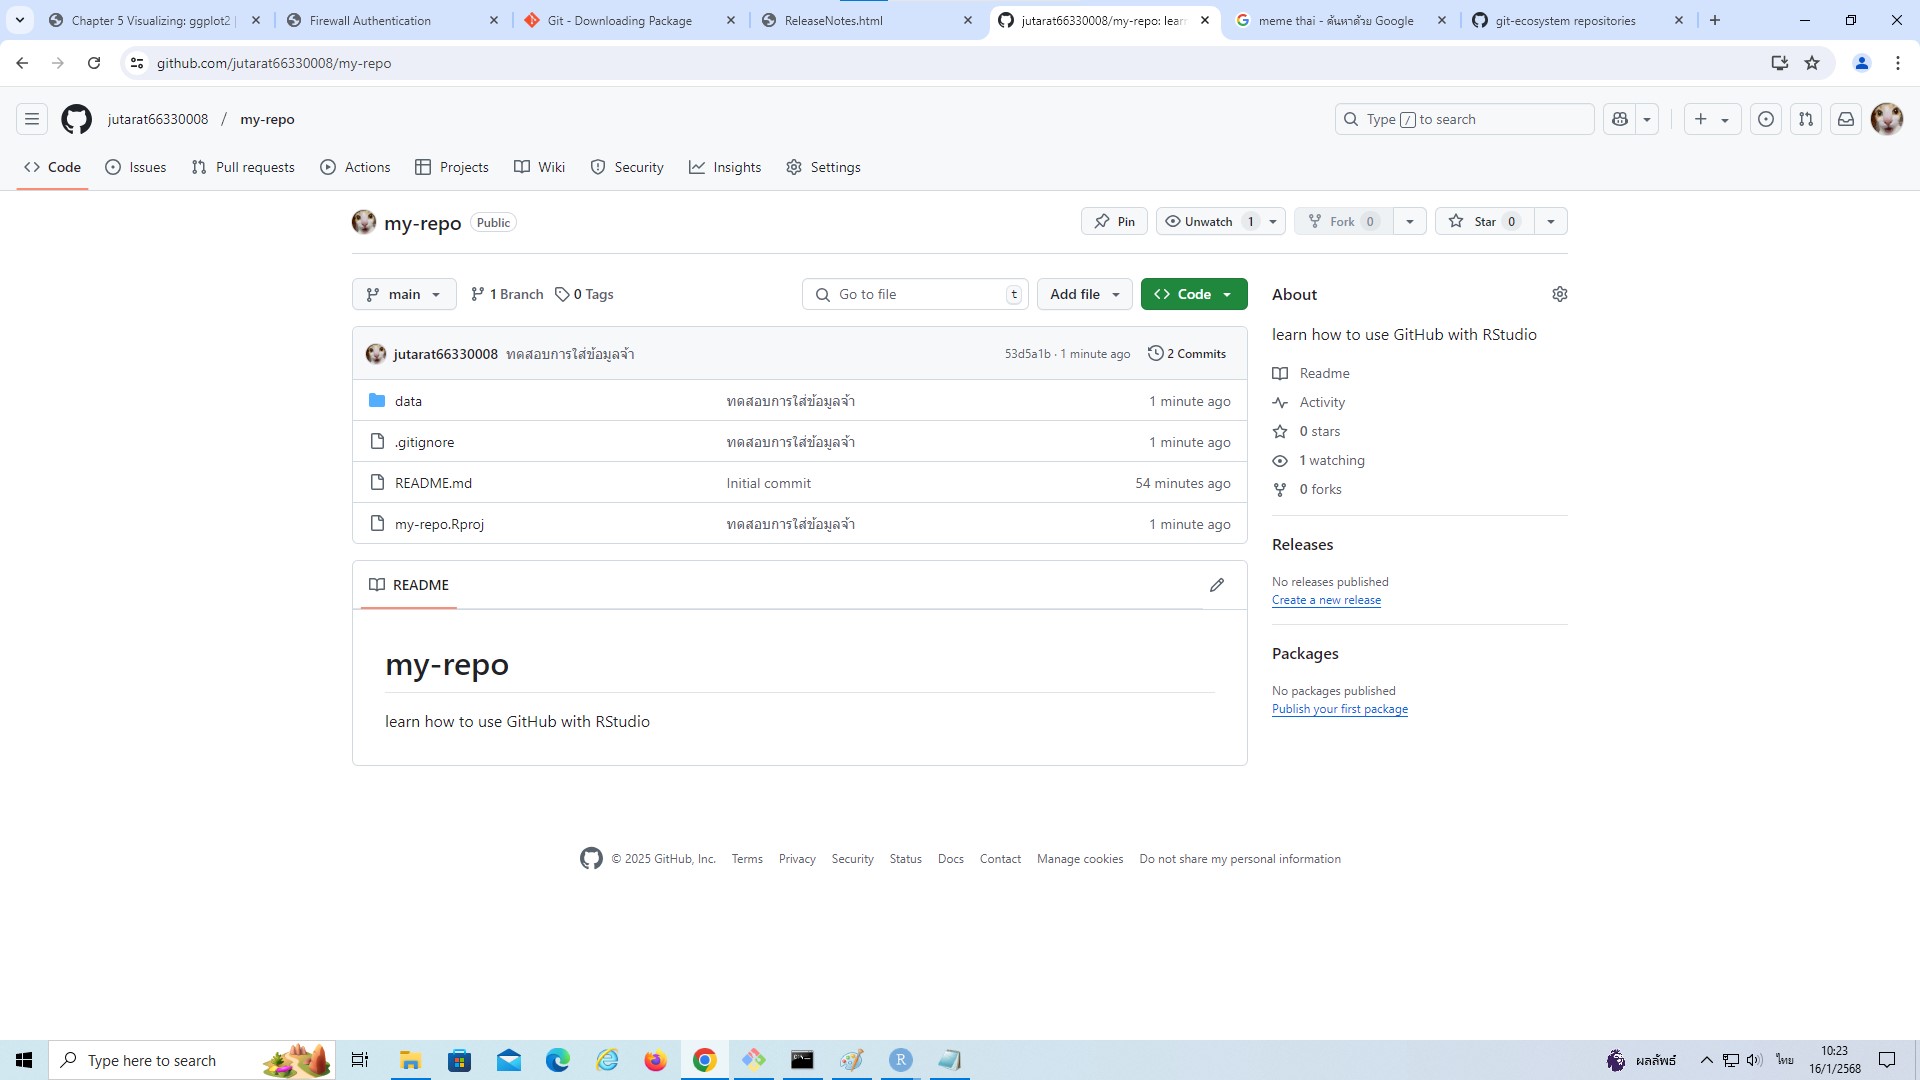 Chapter 5 Visualizing: ggplot2 |
Firewall Authentication
Git - Downloading Package
ReleaseNotes.html
jutarat66330008/my-repo: learn
meme thai - ค้นหาด้วย Google
git-ecosystem repositories
github.com/jutarat66330008/my-repo
jutarat66330008 / my-repo
Type / to search
Code
Issues
Pull requests
Actions
Projects
Wiki
Security
Insights
Settings
my-repo Public
Pin
Unwatch 1
Fork 0
Star 0
main
1 Branch
0 Tags
Go to file t
Add file
Code
About
learn how to use GitHub with RStudio
jutarat66330008 ทดสอบการใส่ข้อมูลจ้า 53d5a1b · 1 minute ago 2 Commits
data ทดสอบการใส่ข้อมูลจ้า 1 minute ago
.gitignore ทดสอบการใส่ข้อมูลจ้า 1 minute ago
README.md Initial commit 54 minutes ago
my-repo.Rproj ทดสอบการใส่ข้อมูลจ้า 1 minute ago
Readme
Activity
0 stars
1 watching
0 forks
Releases
No releases published
Create a new release
Packages
No packages published
Publish your first package
README
my-repo
learn how to use GitHub with RStudio
© 2025 GitHub, Inc. Terms Privacy Security Status Docs Contact Manage cookies Do not share my personal information
Type here to search
ผลลัพธ์
ไทย
10:23
16/1/2568